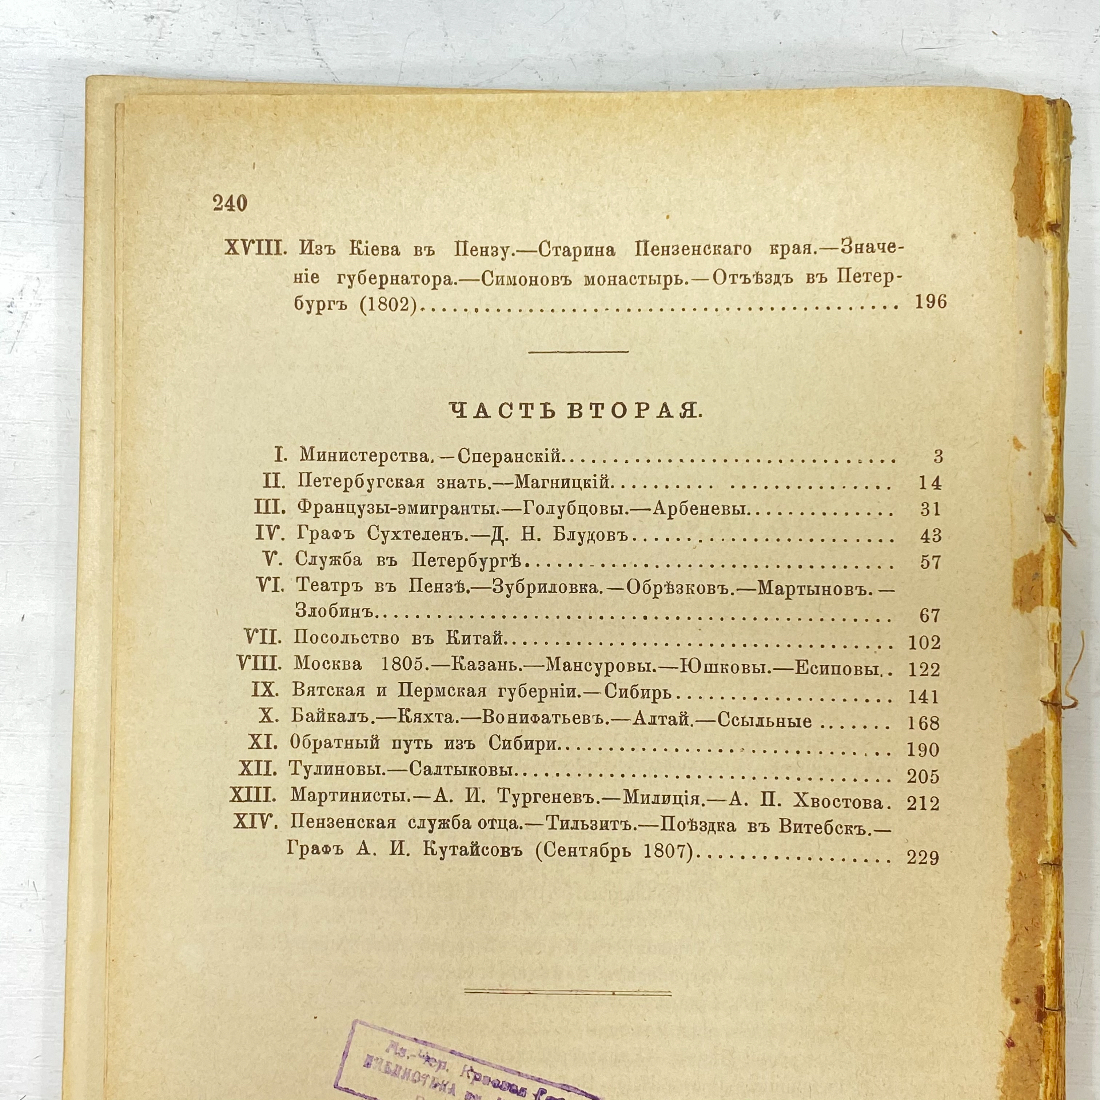 240
XVIII. Изъ Кіева въ Пензу.—Старина Пензенскаго края.—Значе-
ніе губернатора.—Симоновъ монастырь.—Отъѣздъ въ Петер-
бургъ (1802)............................................ 196
ЧАСТЬ ВТОРАЯ.
I. Министерства.—Сперанскій.............................. 3
II. Петербугская знать.—Магницкій......................... 14
III. Французы-эмигранты.—Голубцовы.—Арбеневы............. 31
IV. Графъ Сухтеленъ.—Д. Н. Блудовъ........................ 43
V. Служба въ Петербургѣ.................................. 57
VI. Театръ въ Пензѣ.—Зубриловка.—Обрѣзковъ.—Мартыновъ.—
Злобинъ................................................ 67
VII. Посольство въ Китай................................... 102
VIII. Москва 1805.—Казань.—Мансуровы.—Юшковы.—Есиповы.. 122
IX. Вятская и Пермская губерніи.—Сибирь.................... 141
X. Байкалъ.—Кяхта.—Вонифатьевъ.—Алтай.—Ссыльные ....... 168
XI. Обратный путь изъ Сибири.............................. 190
XII. Тулиновы.—Салтыковы.................................. 205
XIII. Мартинисты.—А. И. Тургеневъ.—Милиція.—А. П. Хвостова. 212
XIV. Пензенская служба отца.—Тильзитъ.—Поѣздка въ Витебскъ.—
Графъ А. И. Кутайсовъ (Сентябрь 1807).................. 229
Краевая
БИБЛИОТЕКА